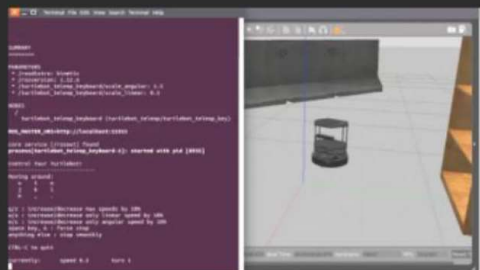 Terminal File Edit View Search Terminal Help
SUMMARY
========
PARAMETERS
* /rosdistro: kinetic
* /rosversion: 1.12.6
* /turtlebot_teleop_keyboard/scale_angular: 1.5
* /turtlebot_teleop_keyboard/scale_linear: 0.5
NODES
/
turtlebot_teleop_keyboard (turtlebot_teleop/turtlebot_teleop_key)
ROS_MASTER_URI=http://localhost:11311
core service [/rosout] found
process[turtlebot_teleop_keyboard-1]: started with pid
Control Your Turtlebot!
---------------------------
Moving around:
u i o
j k l
m , .
q/z : increase/decrease max speeds by 10%
w/x : increase/decrease only linear speed by 10%
e/c : increase/decrease only angular speed by 10%
space key, k : force stop
anything else : stop smoothly
CTRL-C to quit
currently: speed 0.2 turn 1